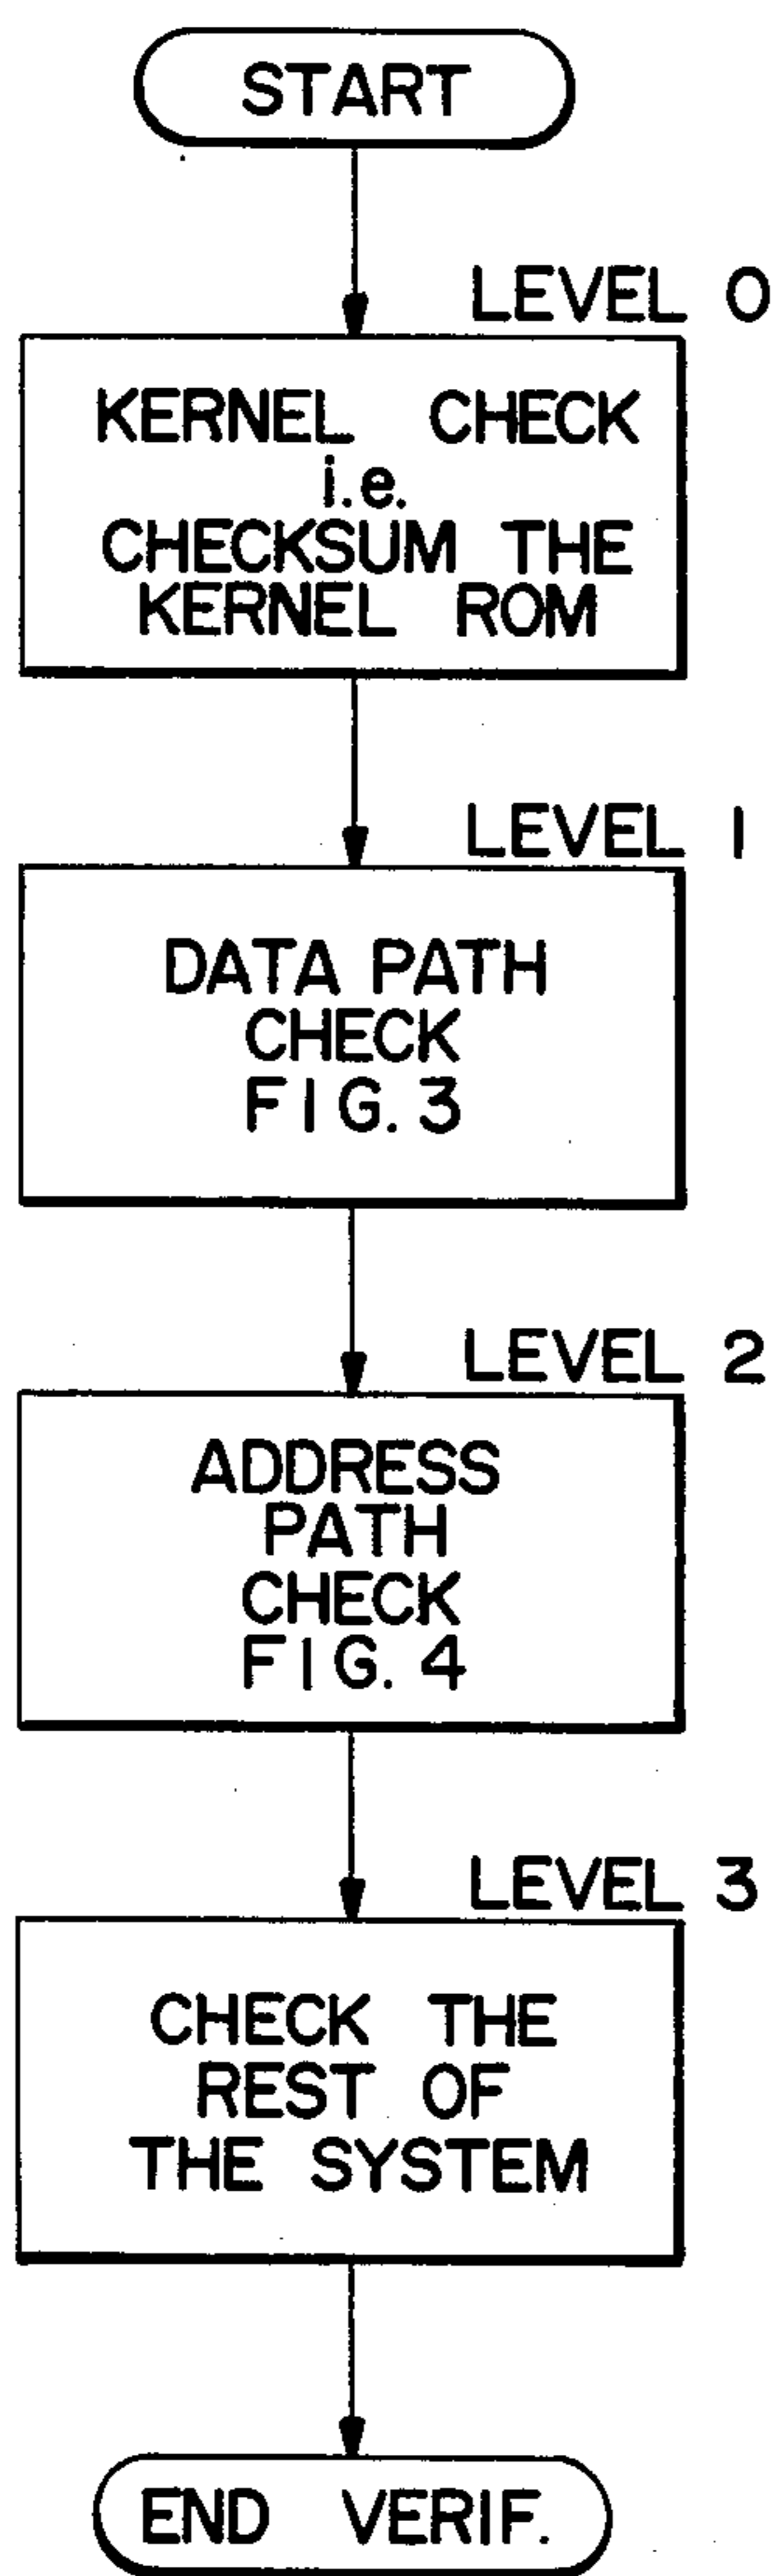 START
LEVEL 0
KERNEL CHECK
i.e.
CHECKSUM THE
KERNEL ROM
LEVEL 1
DATA PATH
CHECK
FIG. 3
LEVEL 2
ADDRESS
PATH
CHECK
FIG. 4
LEVEL 3
CHECK THE
REST OF
THE SYSTEM
END VERIF.